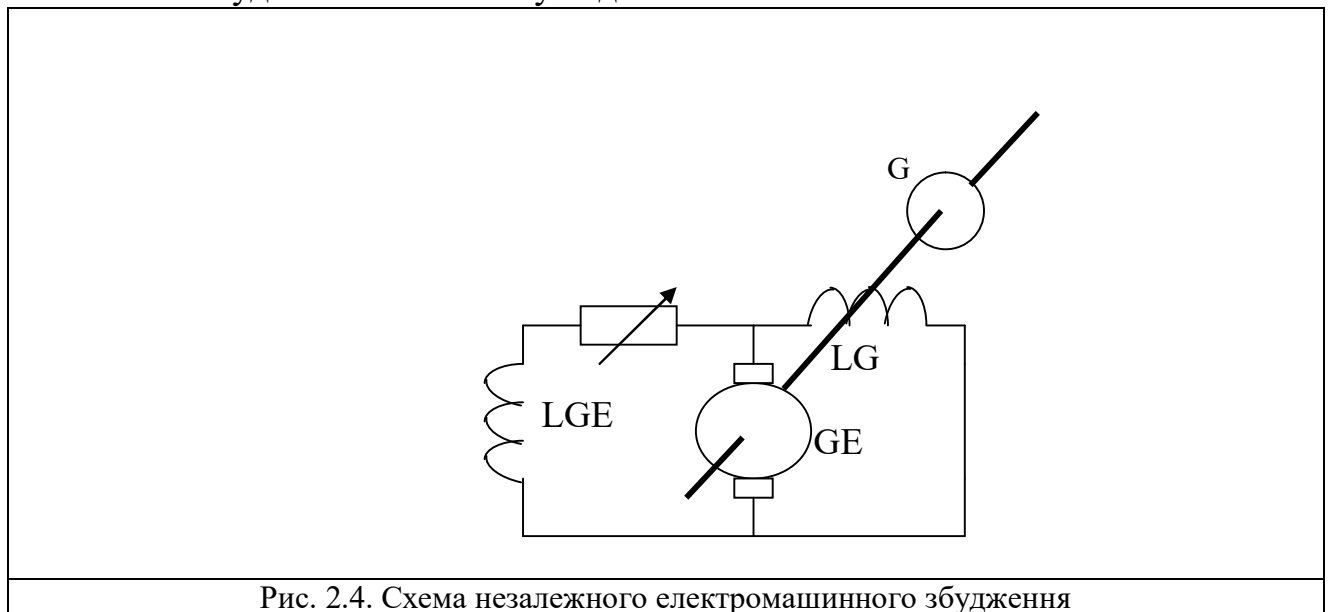 G
LG
LGE
GE
Рис. 2.4. Схема незалежного електромашинного збудження